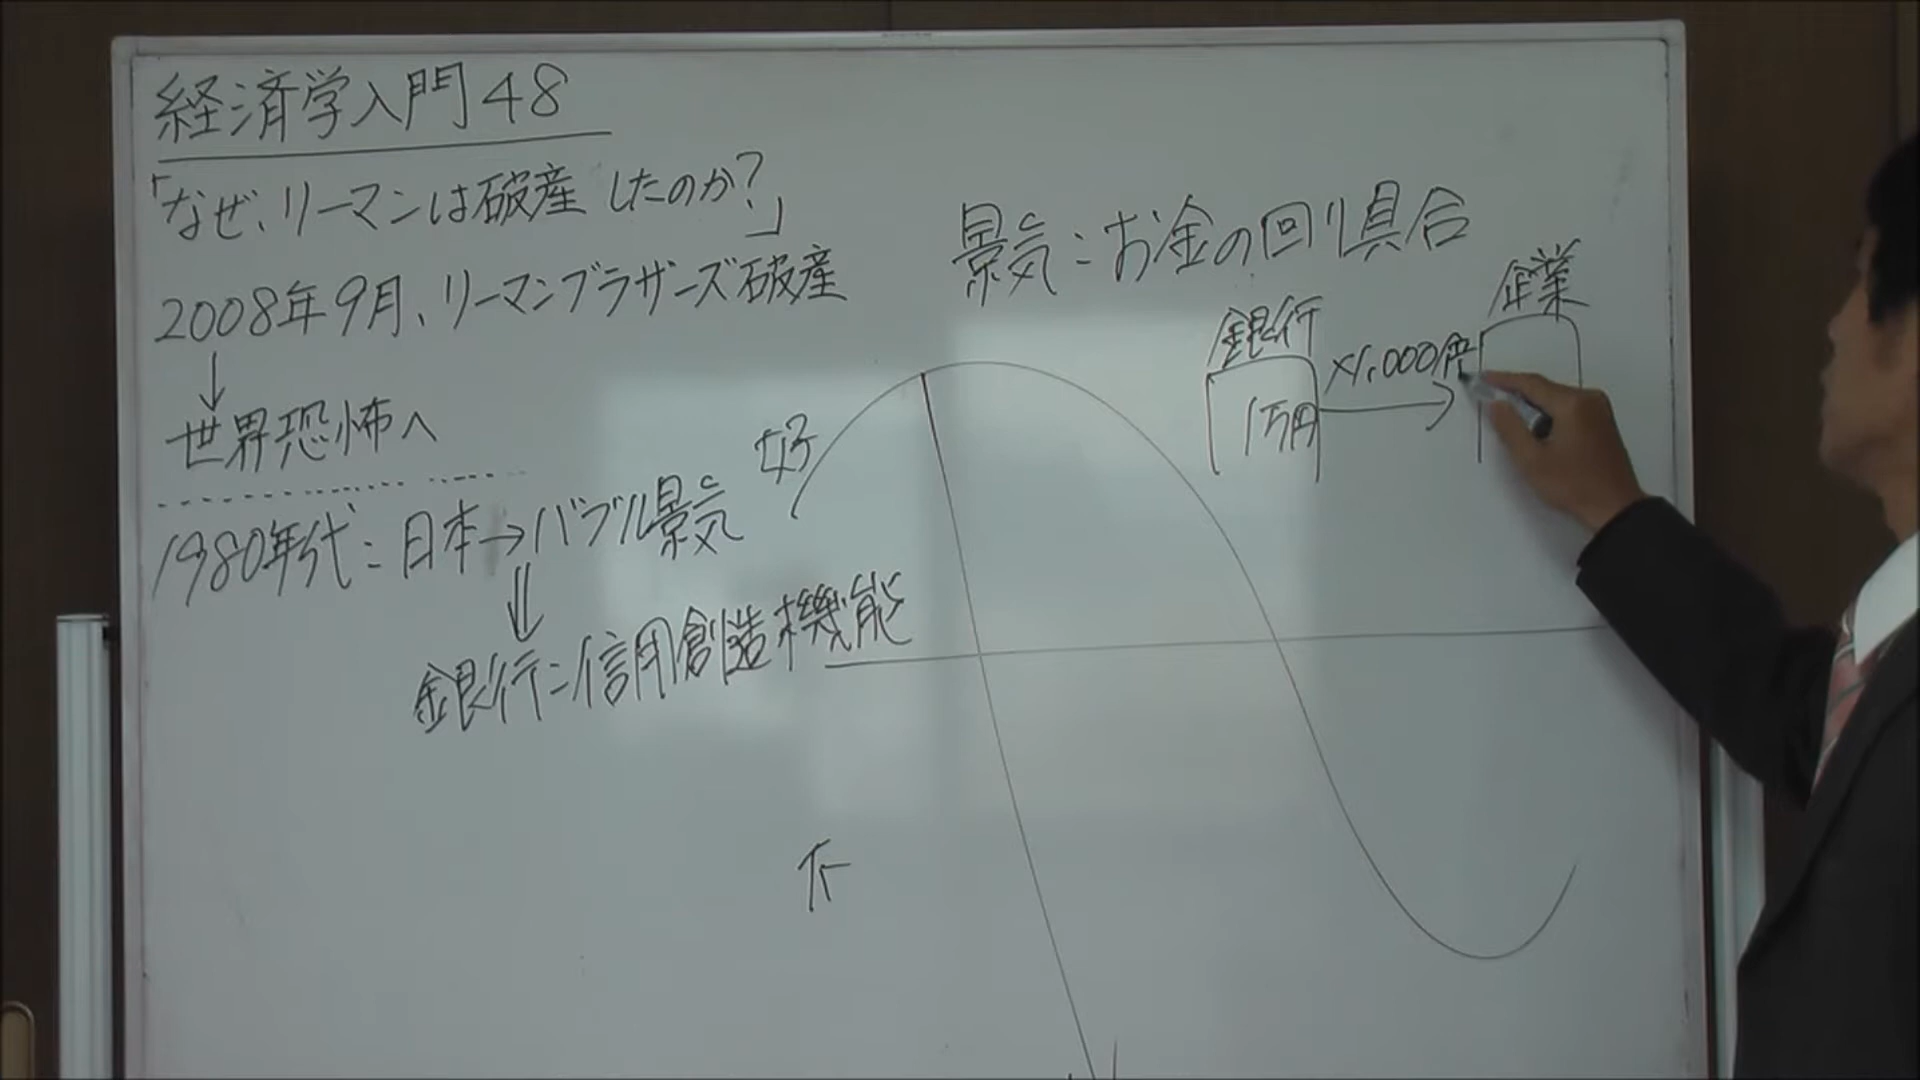 経済学入門48
「なぜ、リーマンは破産したのか?」
2008年9月、リーマンブラザーズ破産
↓
世界恐怖へ
1980年代:日本→バブル景気
⇓
銀行:信用創造機能
景気:お金の回り具合
銀行
企業
1万円
×1,000倍
好
不